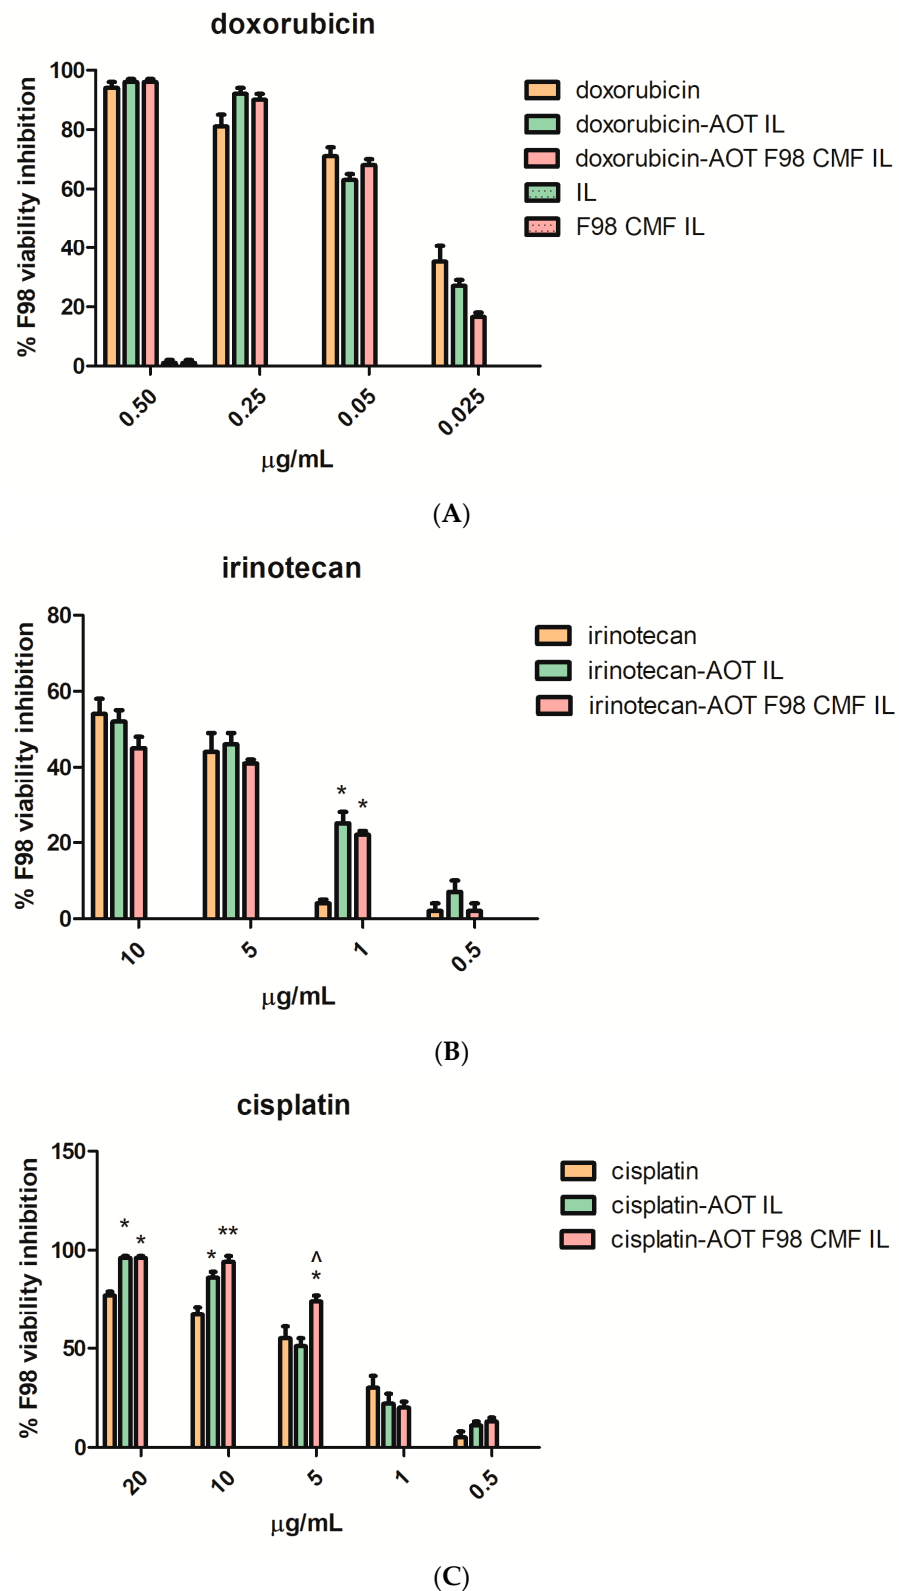 doxorubicin
% F98 viability inhibition
100
80
60
40
20
0
0.50
0.25
0.05
0.025
µg/mL
doxorubicin
doxorubicin-AOT IL
doxorubicin-AOT F98 CMF IL
IL
F98 CMF IL
(A)
irinotecan
% F98 viability inhibition
80
60
40
20
0
* *
10
5
1
0.5
µg/mL
irinotecan
irinotecan-AOT IL
irinotecan-AOT F98 CMF IL
(B)
cisplatin
% F98 viability inhibition
150
100
50
0
* *
* **
^
*
20
10
5
1
0.5
µg/mL
cisplatin
cisplatin-AOT IL
cisplatin-AOT F98 CMF IL
(C)